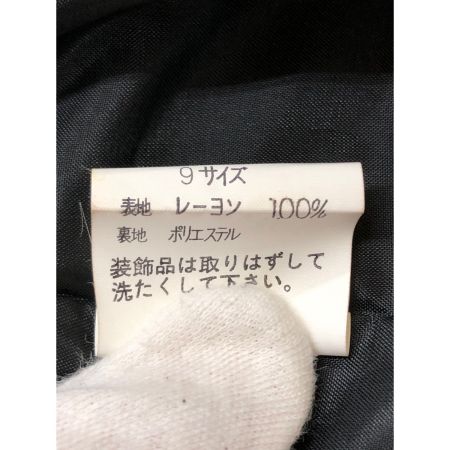 9サイズ
表地 レーヨソ 100%
裏地 ポリエステル
装飾品は取りはずして
洗たくして下さい。